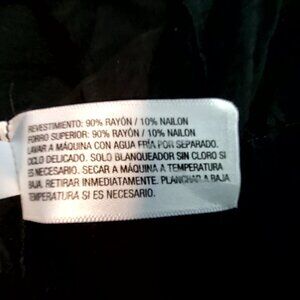 REVESTIMIENTO: 90% RAYÓN / 10% NAILON
FORRO SUPERIOR: 90% RAYÓN / 10% NAILON
LAVAR A MÁQUINA CON AGUA FRÍA POR SEPARADO.
CICLO DELICADO. SOLO BLANQUEADOR SIN CLORO SI
ES NECESARIO. SECAR A MÁQUINA A TEMPERATURA
BAJA. RETIRAR INMEDIATAMENTE. PLANCHAR A BAJA
TEMPERATURA SI ES NECESARIO.